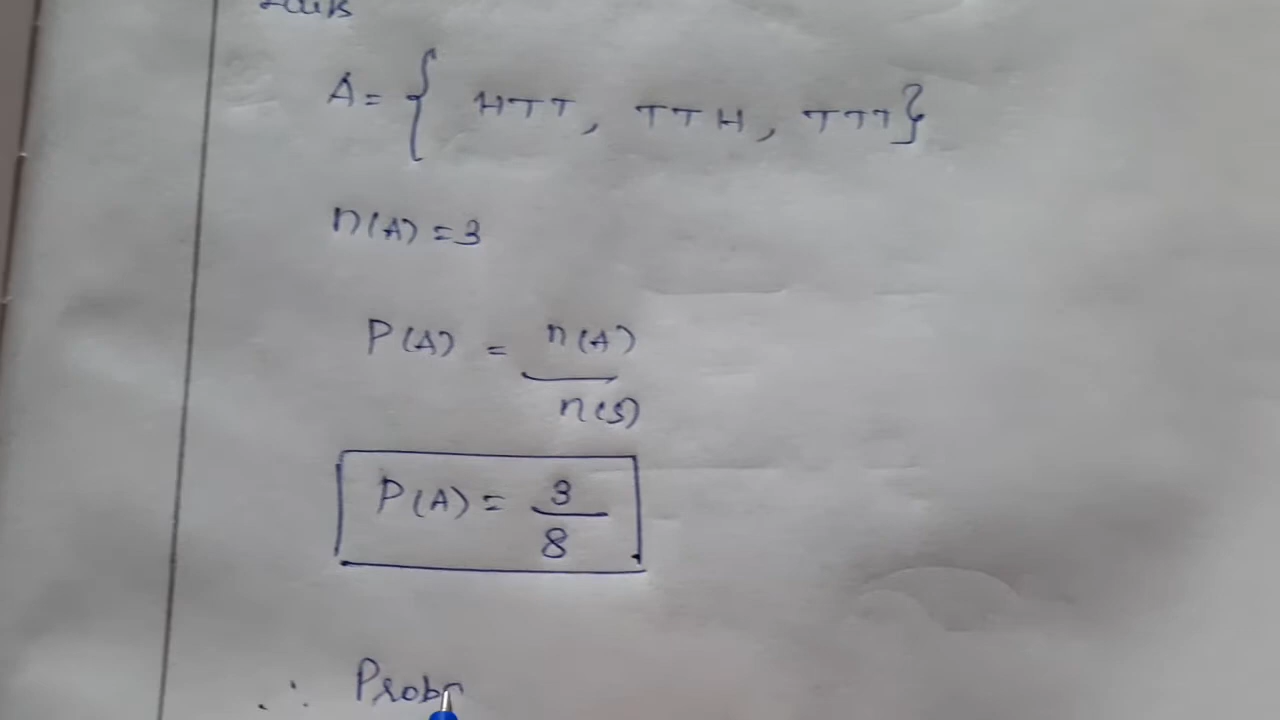 A = { HTT, TTH, TTT}
n(A) = 3
P(A) = n(A)
n(S)
P(A) = 3
8
∴ Prob